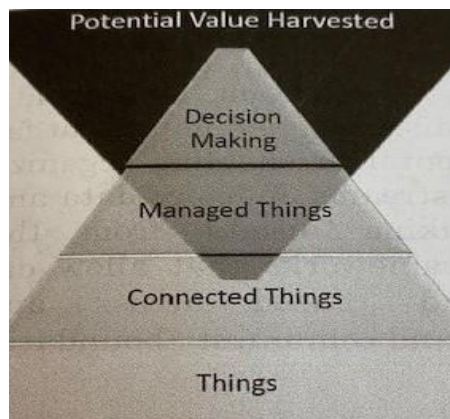 Potential Value Harvested
Decision
Making
Managed Things
Connected Things
Things